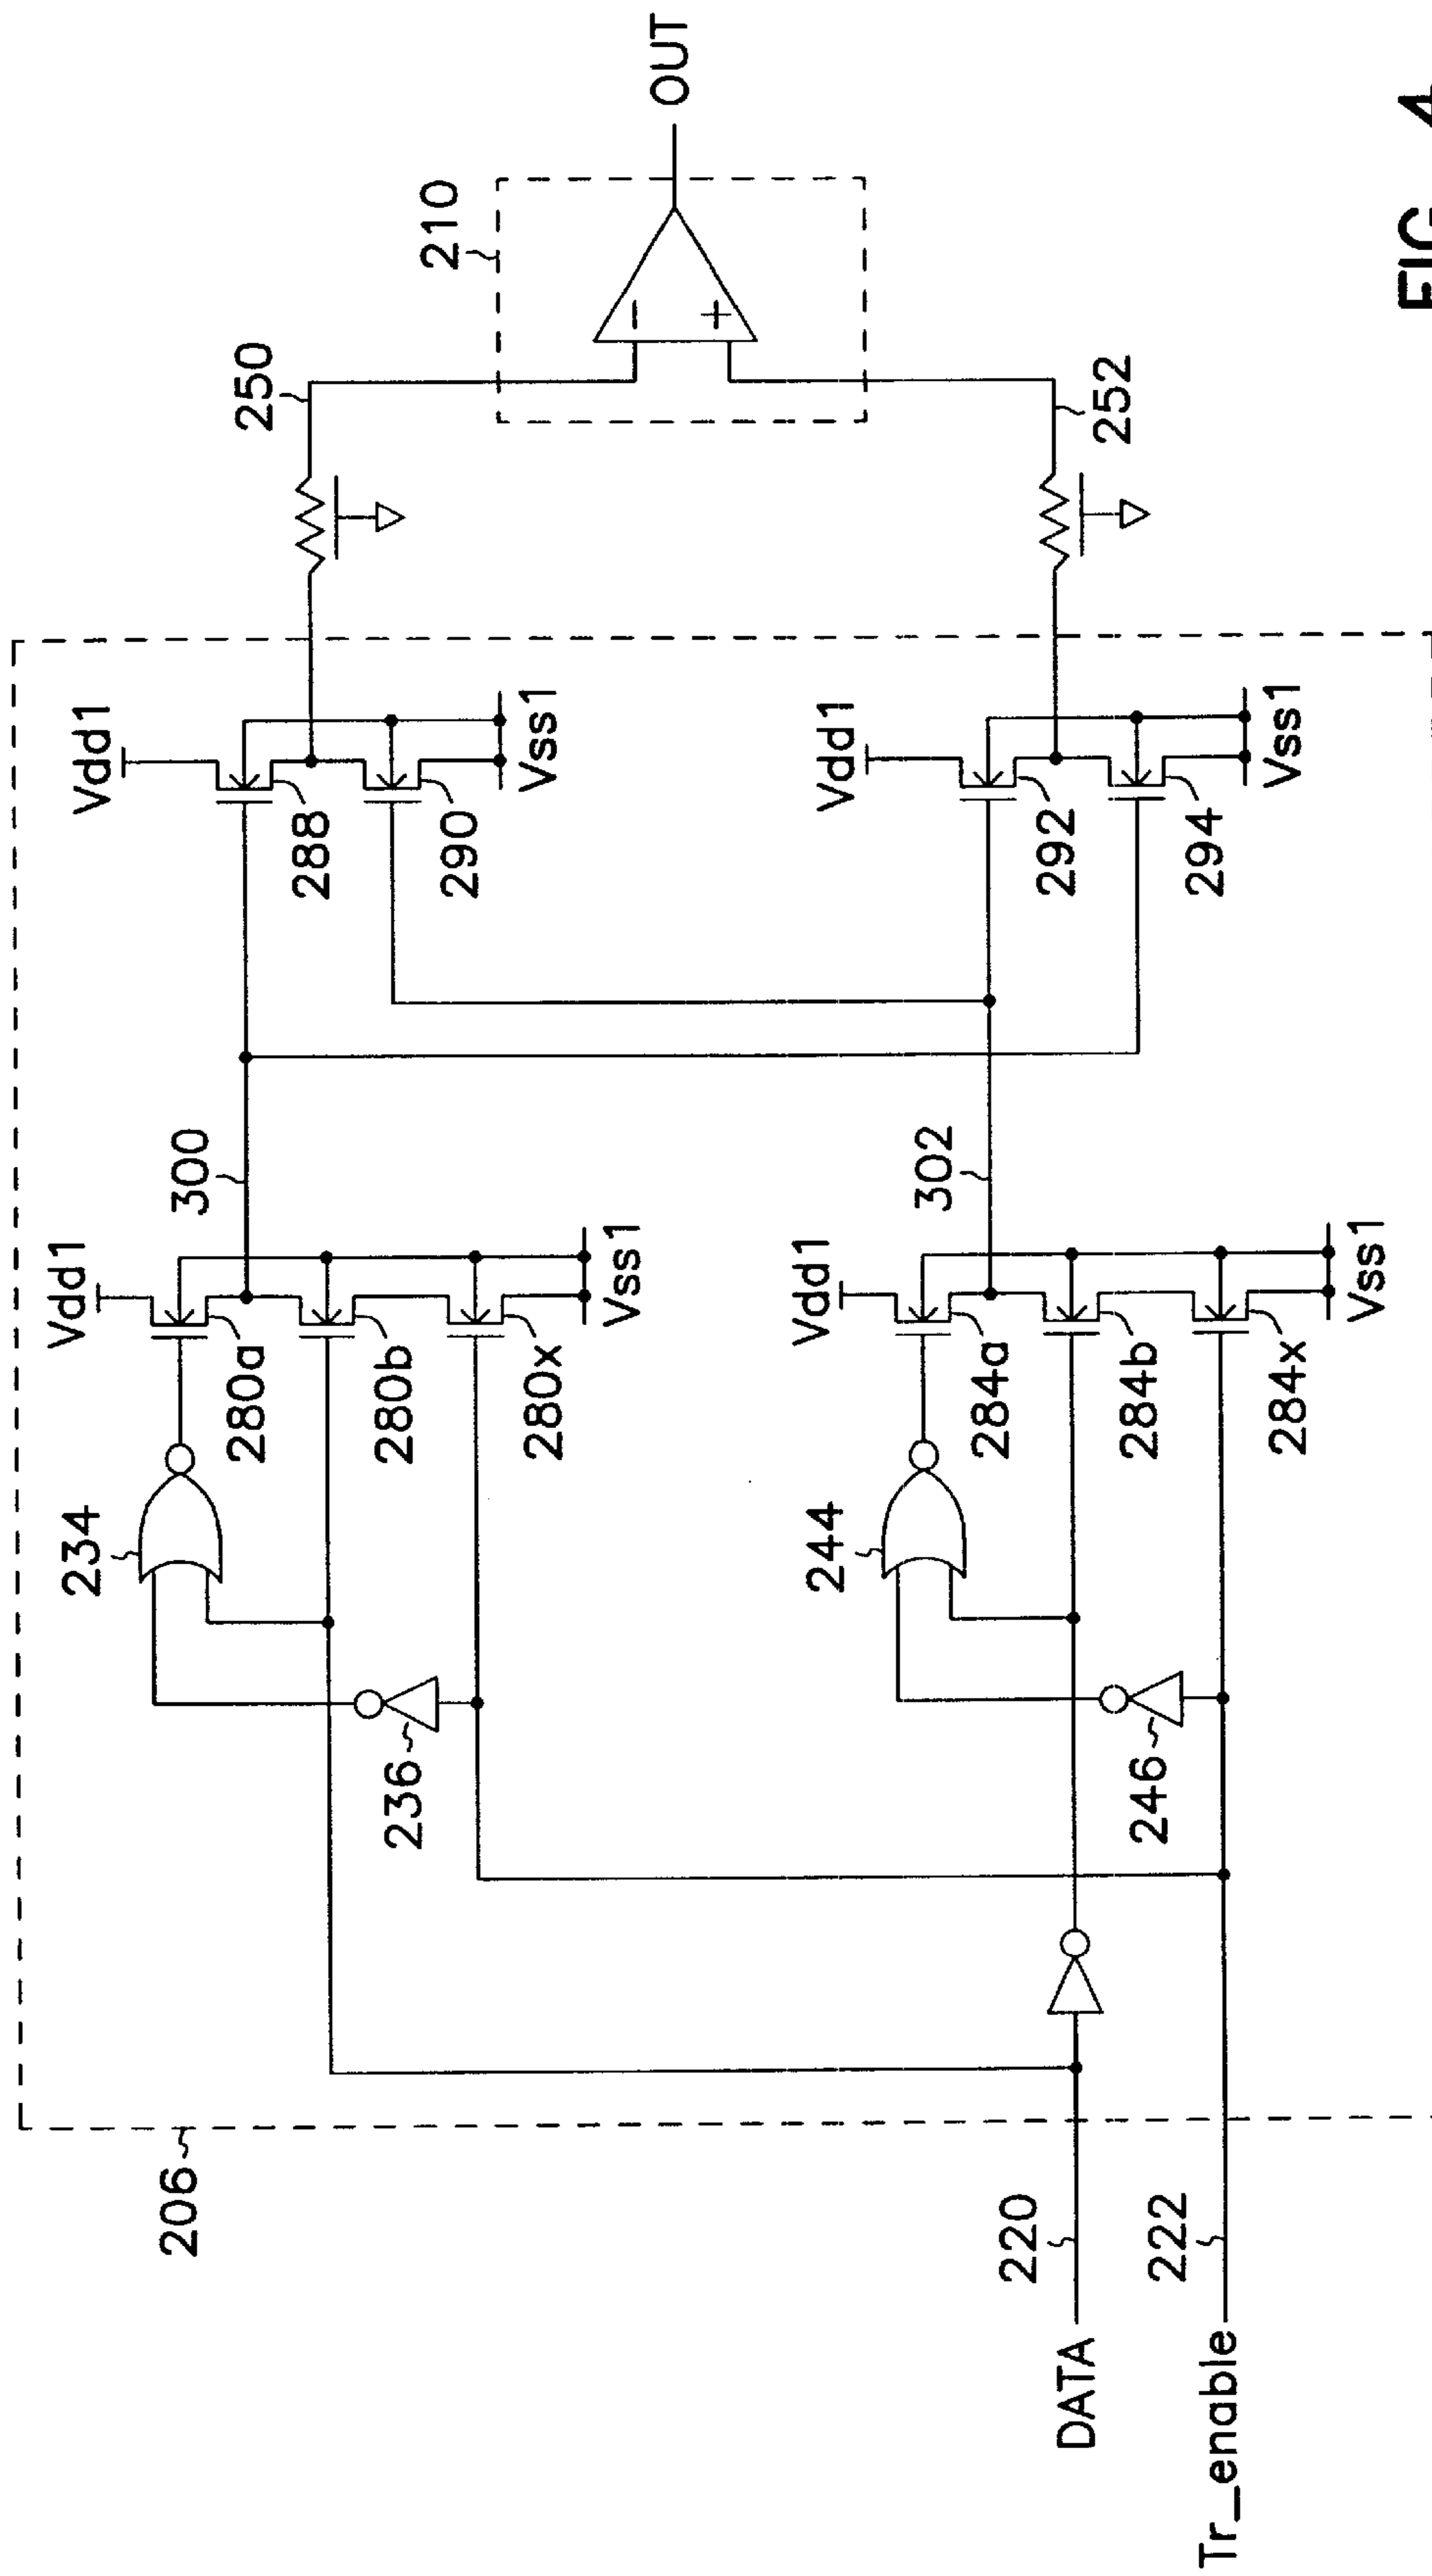 206
Vdd1
234
280a
280b
280x
236
Vss1
300
Vdd1
288
290
Vss1
250
210
OUT
−
+
252
Vdd1
244
284a
284b
284x
246
Vss1
302
Vdd1
292
294
Vss1
DATA
220
Tr_enable
222
FIG. 4